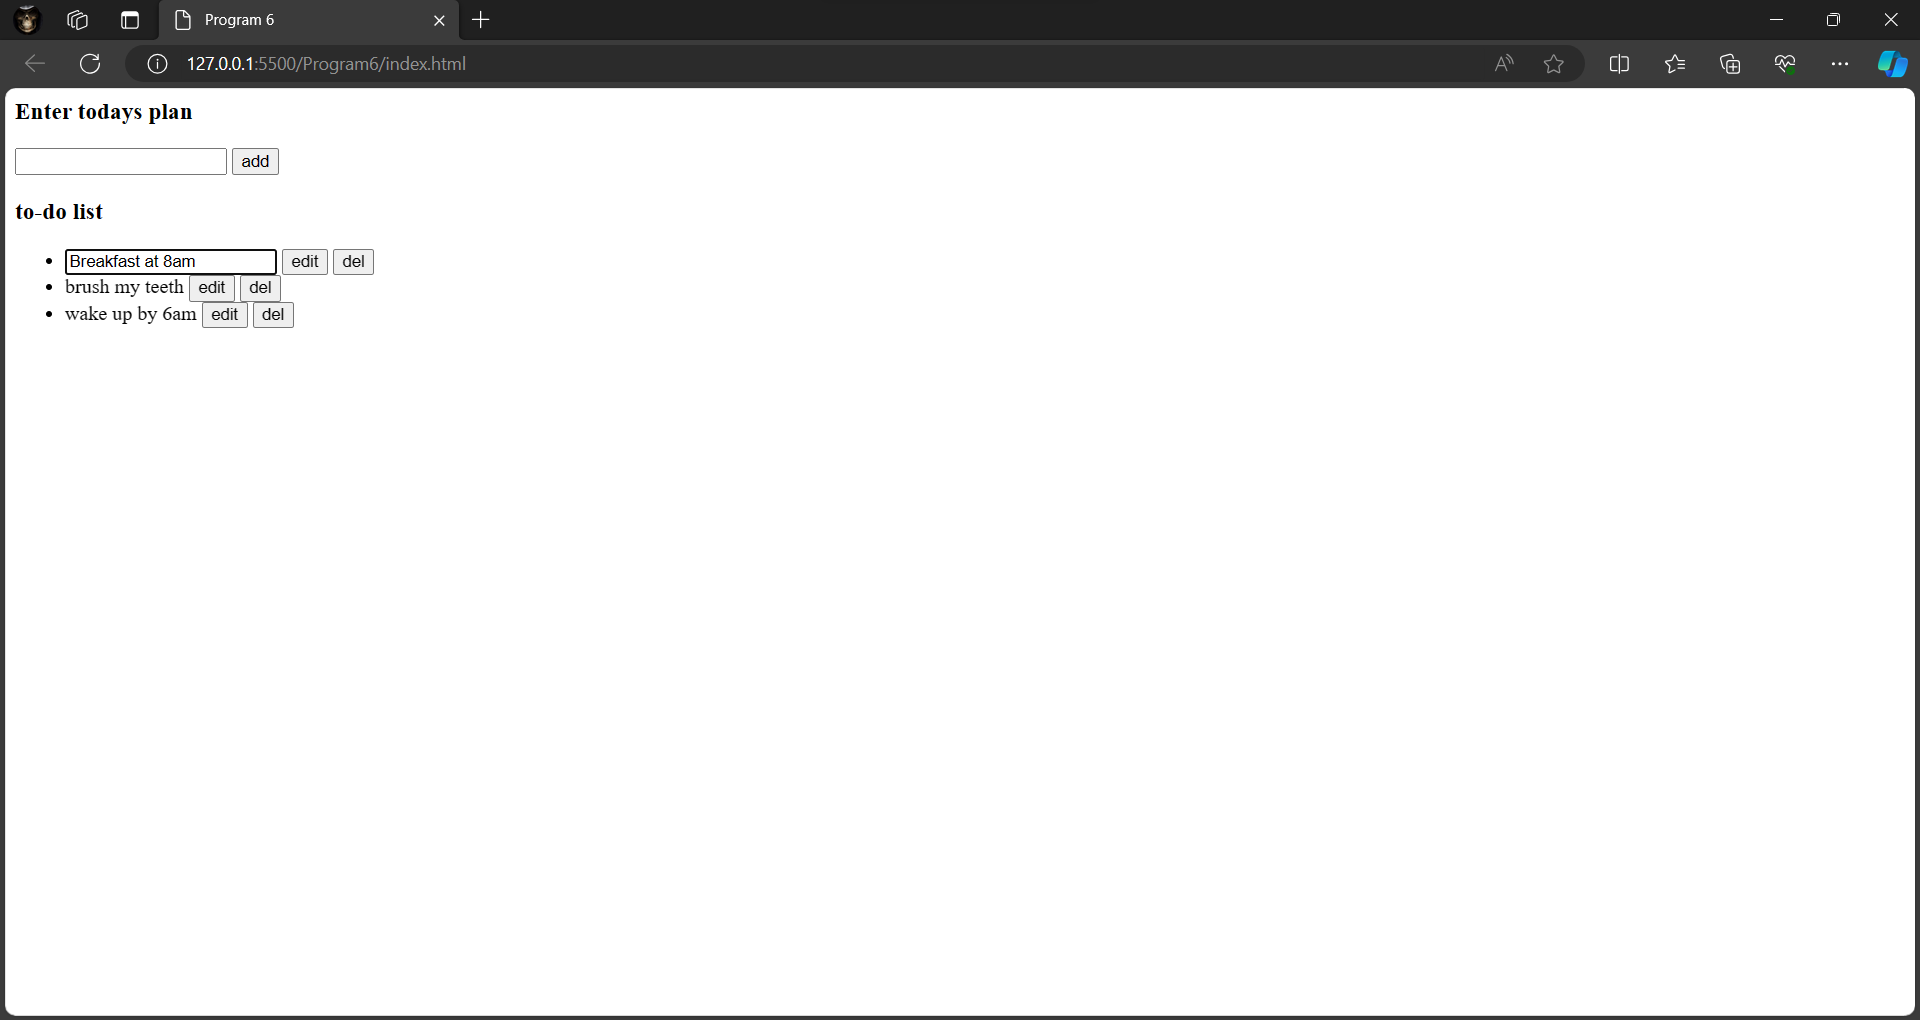 Program 6
127.0.0.1:5500/Program6/index.html
Enter todays plan
add
to-do list
Breakfast at 8am edit del
brush my teeth edit del
wake up by 6am edit del